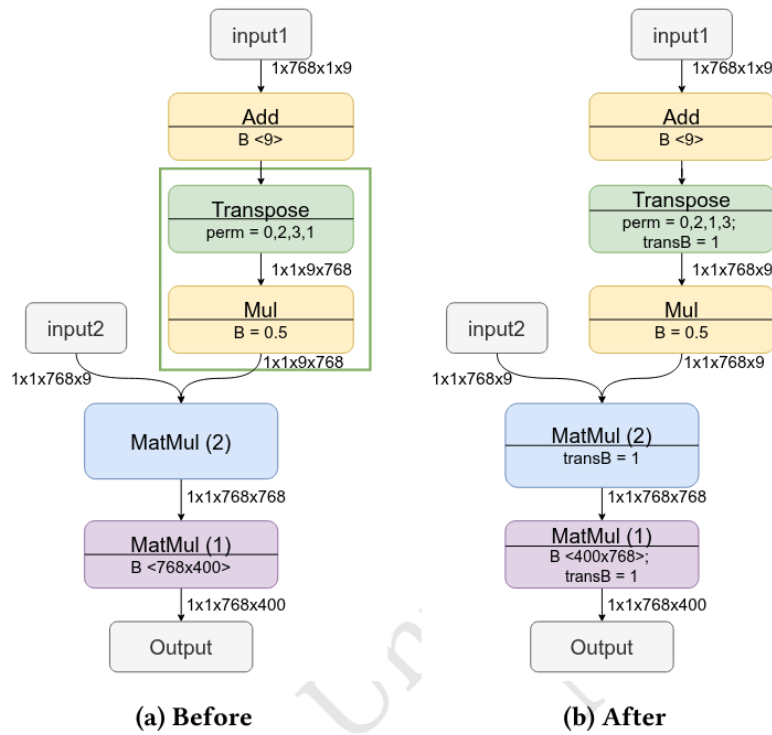 input1
1x768x1x9
Add
B <9>
Transpose
perm = 0,2,3,1
1x1x9x768
Mul
B = 0.5
input2
1x1x9x768
1x1x768x9
MatMul (2)
1x1x768x768
MatMul (1)
B <768x400>
1x1x768x400
Output
(a) Before
input1
1x768x1x9
Add
B <9>
Transpose
perm = 0,2,1,3;
transB = 1
1x1x768x9
Mul
B = 0.5
input2
1x1x768x9
1x1x768x9
MatMul (2)
transB = 1
1x1x768x768
MatMul (1)
B <400x768>;
transB = 1
1x1x768x400
Output
(b) After